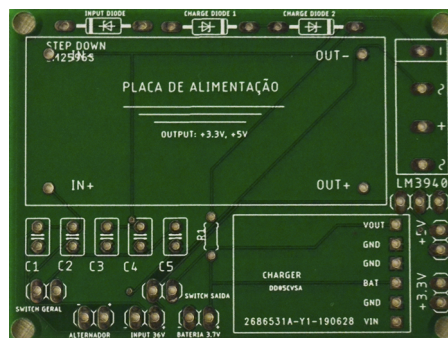 INPUT DIODE
CHARGE DIODE 1
CHARGE DIODE 2
STEP DOWN
LM2596S
IN-
OUT-
PLACA DE ALIMENTAÇÃO
OUTPUT: +3.3V, +5V
IN+
OUT+
LM3940
R1
C1
C2
C3
C4
C5
VOUT
GND
GND
BAT
GND
VIN
CHARGER
DD05CVSA
+5V
+3.3V
SWITCH GERAL
SWITCH SAIDA
ALTERNADOR
INPUT 36V
BATERIA 3.7V
2686531A-Y1-190628